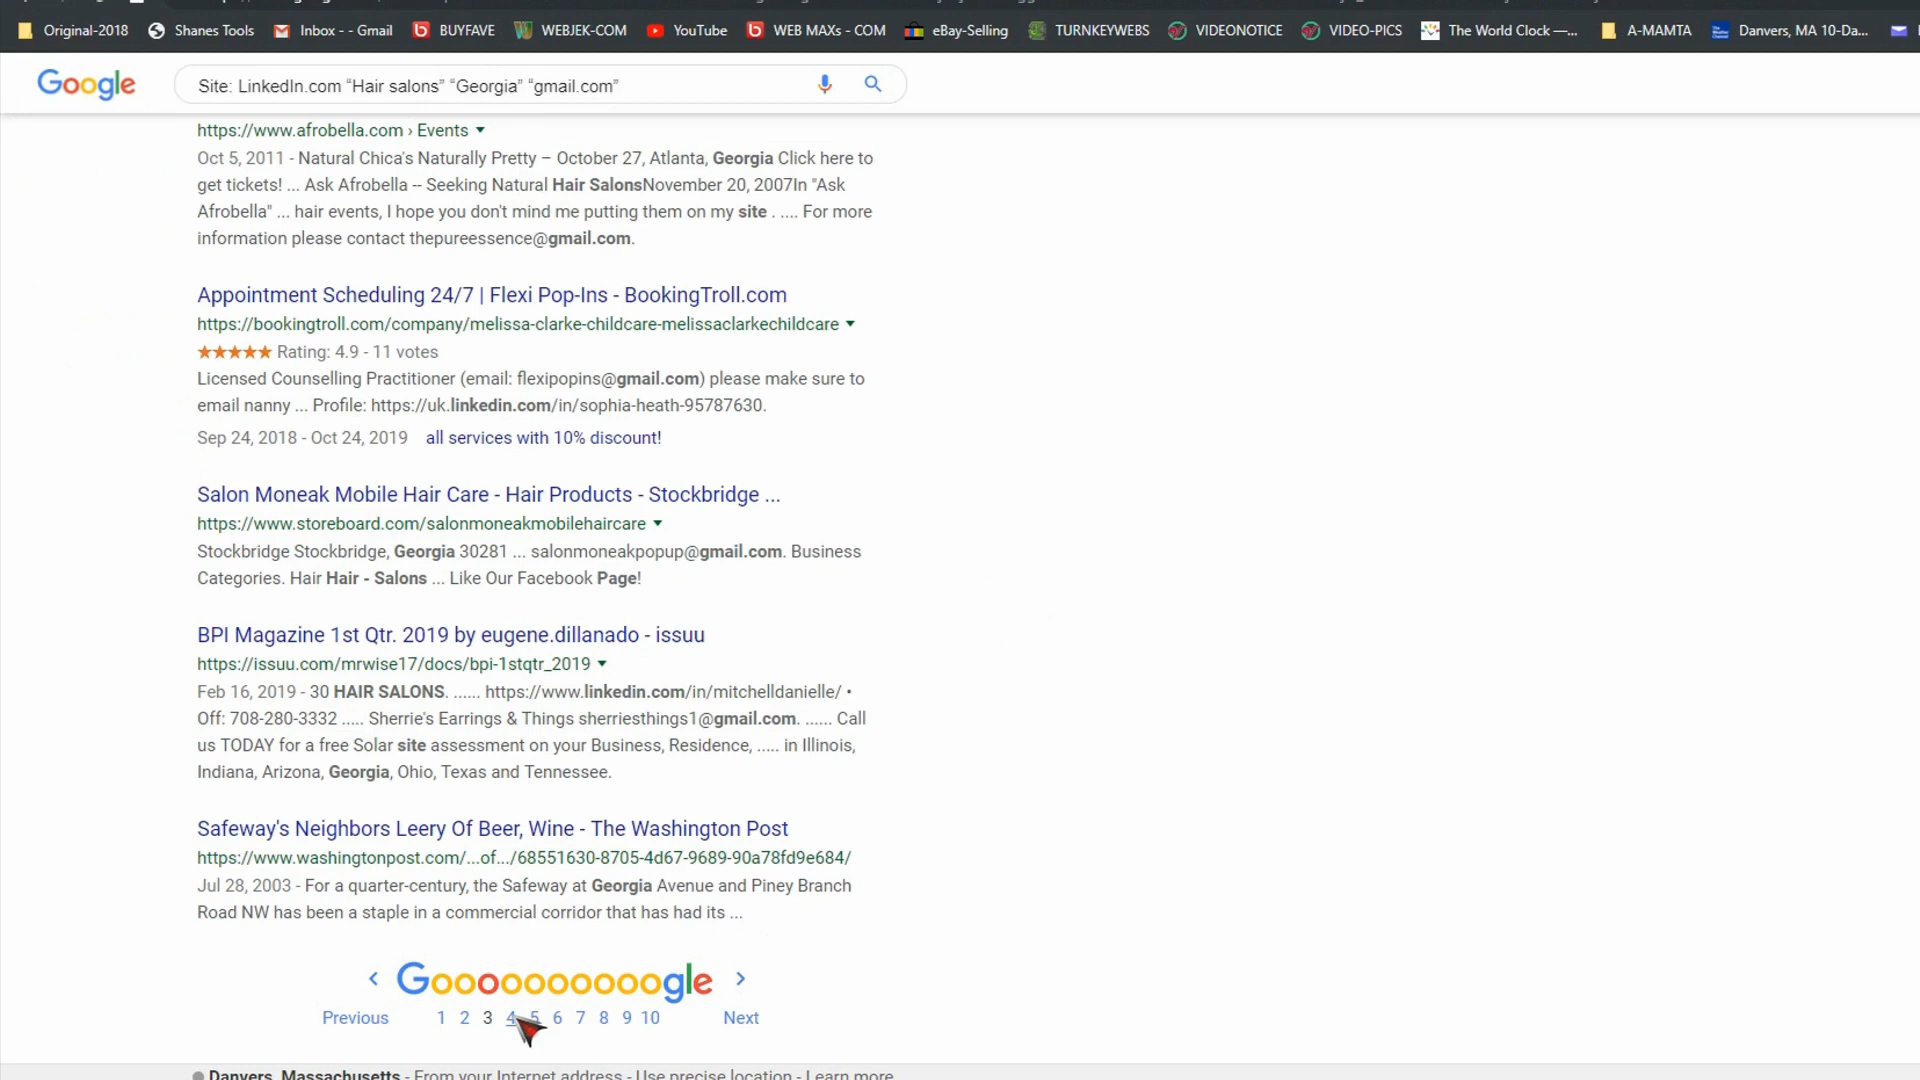 Original-2018 Shanes Tools Inbox - - Gmail BUYFAVE WEBJEK-COM YouTube WEB MAXs - COM eBay-Selling TURNKEYWEBS VIDEONOTICE VIDEO-PICS The World Clock —... A-MAMTA Danvers, MA 10-Da...
Google Site: LinkedIn.com “Hair salons” “Georgia” “gmail.com”
https://www.afrobella.com › Events
Oct 5, 2011 - Natural Chica's Naturally Pretty – October 27, Atlanta, Georgia Click here to
get tickets! ... Ask Afrobella -- Seeking Natural Hair SalonsNovember 20, 2007In "Ask
Afrobella" ... hair events, I hope you don't mind me putting them on my site . .... For more
information please contact thepureessence@gmail.com.
Appointment Scheduling 24/7 | Flexi Pop-Ins - BookingTroll.com
https://bookingtroll.com/company/melissa-clarke-childcare-melissaclarkechildcare
Rating: 4.9 - 11 votes
Licensed Counselling Practitioner (email: flexipopins@gmail.com) please make sure to
email nanny ... Profile: https://uk.linkedin.com/in/sophia-heath-95787630.
Sep 24, 2018 - Oct 24, 2019 all services with 10% discount!
Salon Moneak Mobile Hair Care - Hair Products - Stockbridge ...
https://www.storeboard.com/salonmoneakmobilehaircare
Stockbridge Stockbridge, Georgia 30281 ... salonmoneakpopup@gmail.com. Business
Categories. Hair Hair - Salons ... Like Our Facebook Page!
BPI Magazine 1st Qtr. 2019 by eugene.dillanado - issuu
https://issuu.com/mrwise17/docs/bpi-1stqtr_2019
Feb 16, 2019 - 30 HAIR SALONS. ...... https://www.linkedin.com/in/mitchelldanielle/ •
Off: 708-280-3332 ..... Sherrie's Earrings & Things sherriesthings1@gmail.com. ...... Call
us TODAY for a free Solar site assessment on your Business, Residence, ..... in Illinois,
Indiana, Arizona, Georgia, Ohio, Texas and Tennessee.
Safeway's Neighbors Leery Of Beer, Wine - The Washington Post
https://www.washingtonpost.com/...of.../68551630-8705-4d67-9689-90a78fd9e684/
Jul 28, 2003 - For a quarter-century, the Safeway at Georgia Avenue and Piney Branch
Road NW has been a staple in a commercial corridor that has had its ...
Goooooooooogle
Previous 1 2 3 4 5 6 7 8 9 10 Next
Danvers, Massachusetts - From your Internet address - Use precise location - Learn more